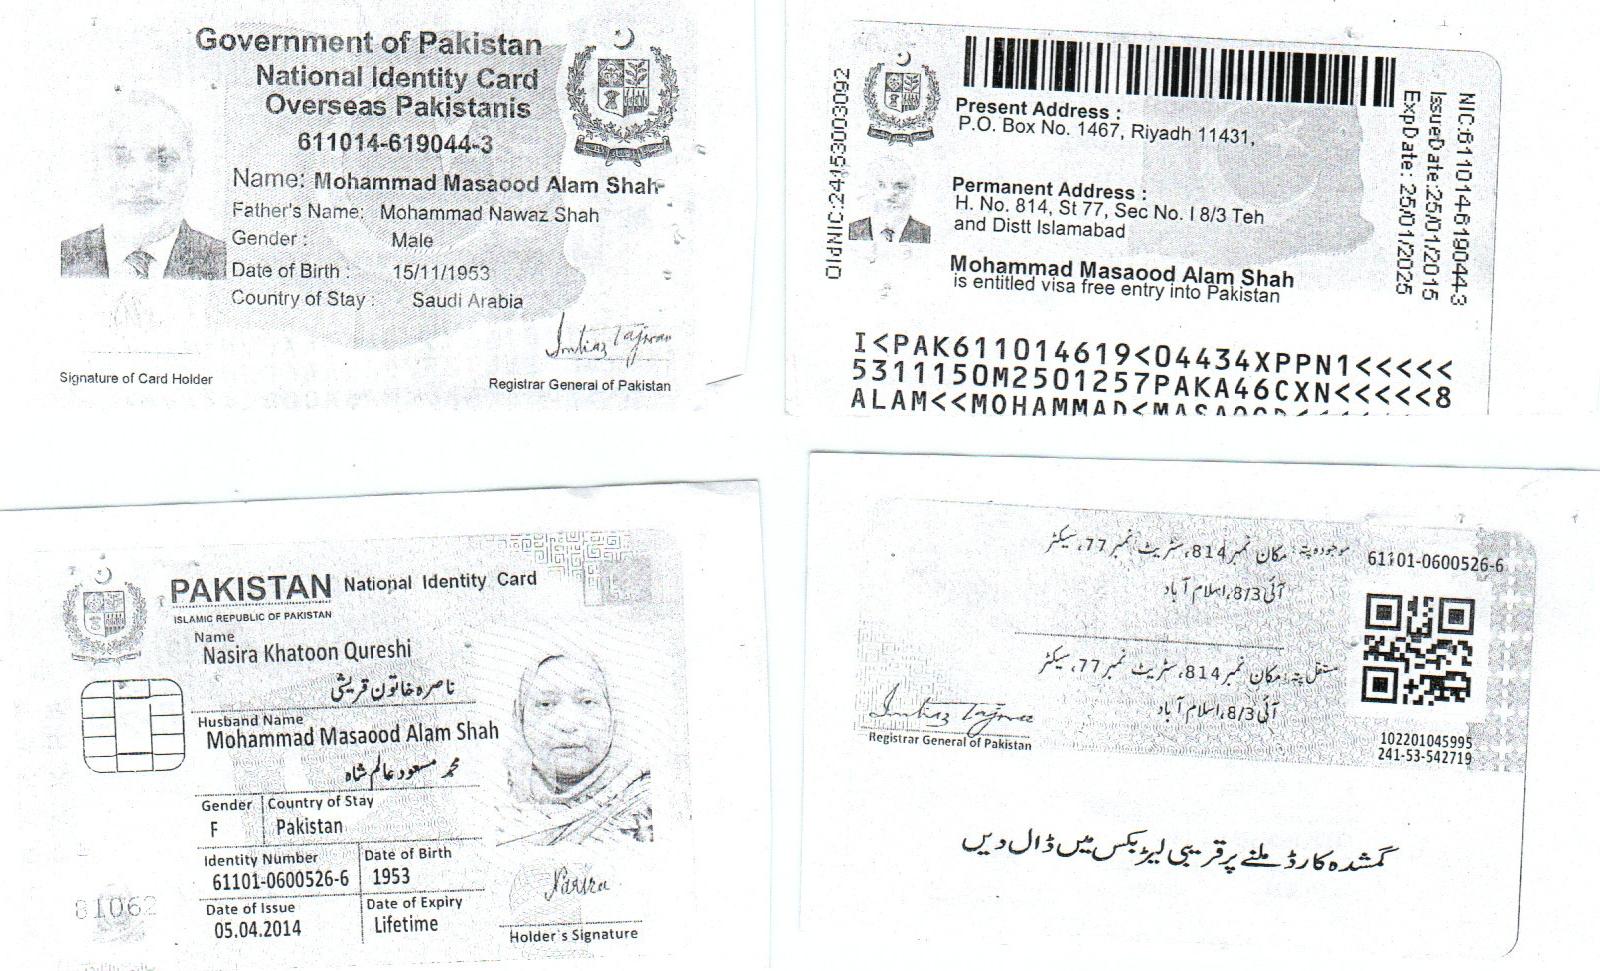 Government of Pakistan
National Identity Card
Overseas Pakistanis
611014-619044-3
Name: Mohammad Masaood Alam Shah
Father's Name: Mohammad Nawaz Shah
Gender : Male
Date of Birth : 15/11/1953
Country of Stay : Saudi Arabia
Signature of Card Holder
Registrar General of Pakistan
OldNIC:24153003092
Present Address :
P.O. Box No. 1467, Riyadh 11431,
Permanent Address :
H. No. 814, St 77, Sec No. I 8/3 Teh
and Distt Islamabad
Mohammad Masaood Alam Shah
is entitled visa free entry into Pakistan
NIC:611014-619044-3
IssueDate:25/01/2015
ExpDate: 25/01/2025
I<PAK611014619<04434XPPN1<<<<<
5311150M2501257PAKA46CXN<<<<<8
ALAM<<MOHAMMAD<MASAOOD<<<<<<<
PAKISTAN National Identity Card
ISLAMIC REPUBLIC OF PAKISTAN
Name
Nasira Khatoon Qureshi
ناصرہ خاتون قریشی
Husband Name
Mohammad Masaood Alam Shah
محمد مسعود عالم شاہ
Gender Country of Stay
F Pakistan
Identity Number Date of Birth
61101-0600526-6 1953
Date of Issue Date of Expiry
05.04.2014 Lifetime
81062
Nasira
Holder's Signature
61101-0600526-6
موجودہ پتہ: مکان نمبر 814، سٹریٹ نمبر 77، سیکٹر
آئی 8/3، اسلام آباد
مستقل پتہ: مکان نمبر 814، سٹریٹ نمبر 77، سیکٹر
آئی 8/3، اسلام آباد
Registrar General of Pakistan
102201045995
241-53-542719
گمشدہ کارڈ ملنے پر قریبی لیٹر بکس میں ڈال دیں